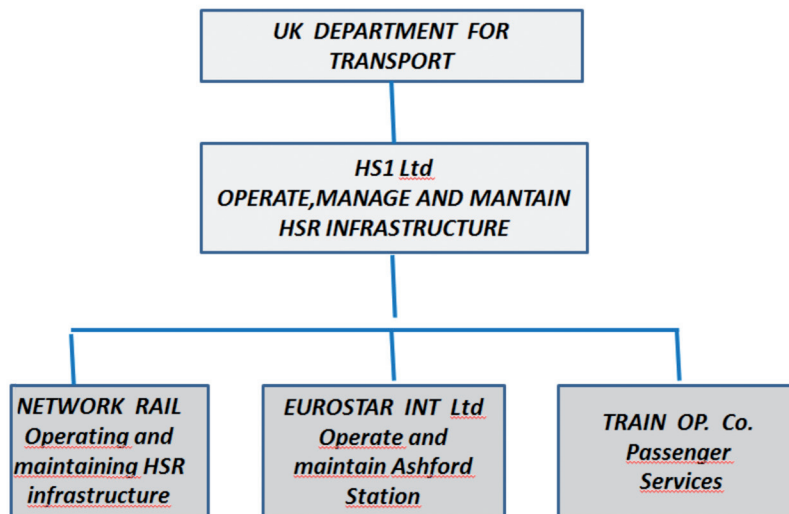 UK DEPARTMENT FOR
TRANSPORT
HS1 Ltd
OPERATE,MANAGE AND MANTAIN
HSR INFRASTRUCTURE
NETWORK RAIL
Operating and
maintaining HSR
infrastructure
EUROSTAR INT Ltd
Operate and
maintain Ashford
Station
TRAIN OP. Co.
Passenger
Services